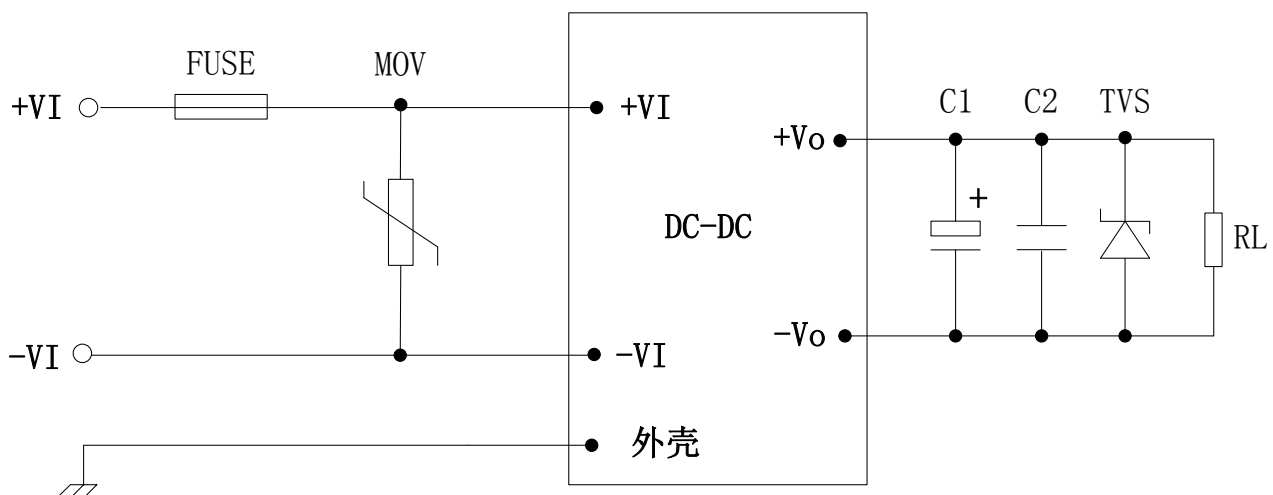 FUSE
MOV
+VI
+VI
C1
C2
TVS
+Vo
+
DC-DC
RL
-Vo
-VI
-VI
外壳